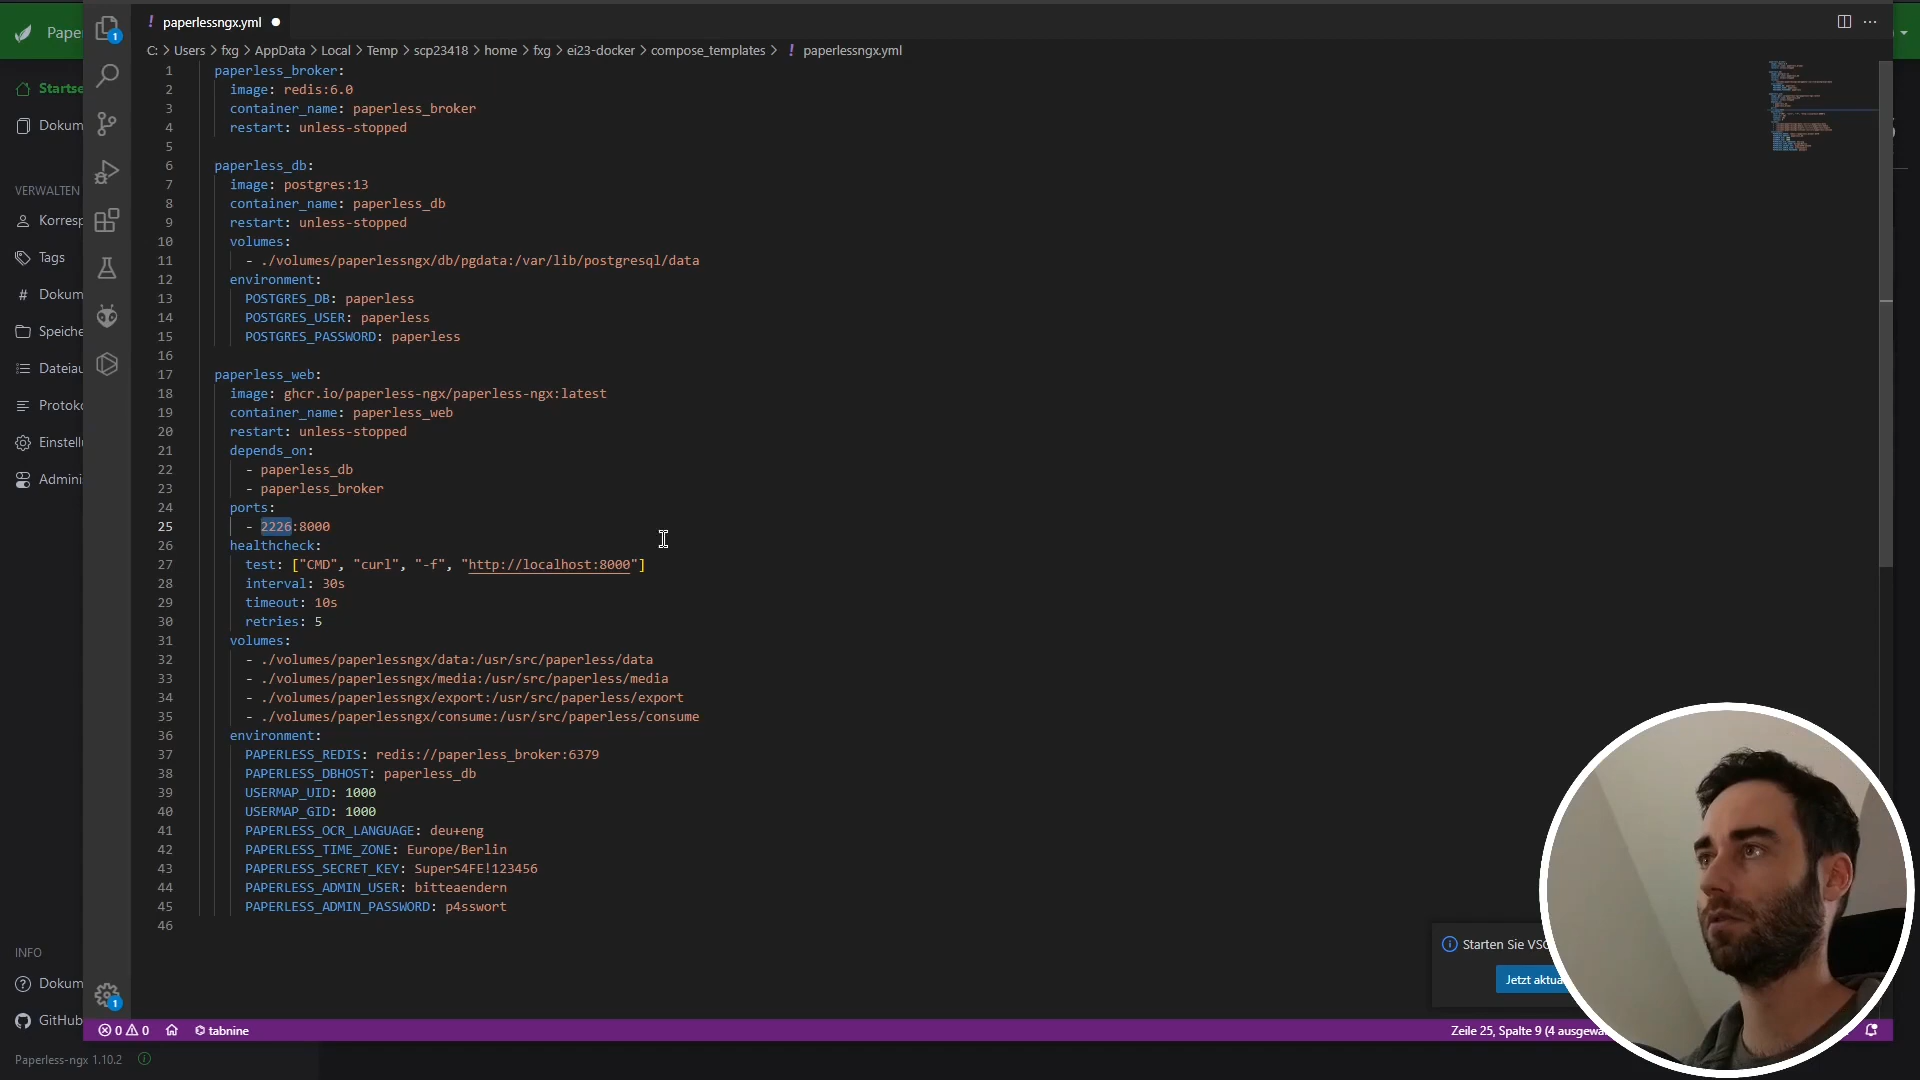 Pape
Startse
Dokum
VERWALTEN
Korresp
Tags
Dokum
Speiche
Dateiau
Protoko
Einstell
Admini
INFO
Dokum
GitHub
Paperless-ngx 1.10.2
1
1
! paperlessngx.yml
C: > Users > fxg > AppData > Local > Temp > scp23418 > home > fxg > ei23-docker > compose_templates > ! paperlessngx.yml
1 paperless_broker:
2 image: redis:6.0
3 container_name: paperless_broker
4 restart: unless-stopped
5
6 paperless_db:
7 image: postgres:13
8 container_name: paperless_db
9 restart: unless-stopped
10 volumes:
11 - ./volumes/paperlessngx/db/pgdata:/var/lib/postgresql/data
12 environment:
13 POSTGRES_DB: paperless
14 POSTGRES_USER: paperless
15 POSTGRES_PASSWORD: paperless
16
17 paperless_web:
18 image: ghcr.io/paperless-ngx/paperless-ngx:latest
19 container_name: paperless_web
20 restart: unless-stopped
21 depends_on:
22 - paperless_db
23 - paperless_broker
24 ports:
25 - 2226:8000
26 healthcheck:
27 test: ["CMD", "curl", "-f", "http://localhost:8000"]
28 interval: 30s
29 timeout: 10s
30 retries: 5
31 volumes:
32 - ./volumes/paperlessngx/data:/usr/src/paperless/data
33 - ./volumes/paperlessngx/media:/usr/src/paperless/media
34 - ./volumes/paperlessngx/export:/usr/src/paperless/export
35 - ./volumes/paperlessngx/consume:/usr/src/paperless/consume
36 environment:
37 PAPERLESS_REDIS: redis://paperless_broker:6379
38 PAPERLESS_DBHOST: paperless_db
39 USERMAP_UID: 1000
40 USERMAP_GID: 1000
41 PAPERLESS_OCR_LANGUAGE: deu+eng
42 PAPERLESS_TIME_ZONE: Europe/Berlin
43 PAPERLESS_SECRET_KEY: SuperS4FE!123456
44 PAPERLESS_ADMIN_USER: bitteaendern
45 PAPERLESS_ADMIN_PASSWORD: p4sswort
46
Starten Sie VSC
Jetzt aktua
0 0 tabnine
Zeile 25, Spalte 9 (4 ausgewä